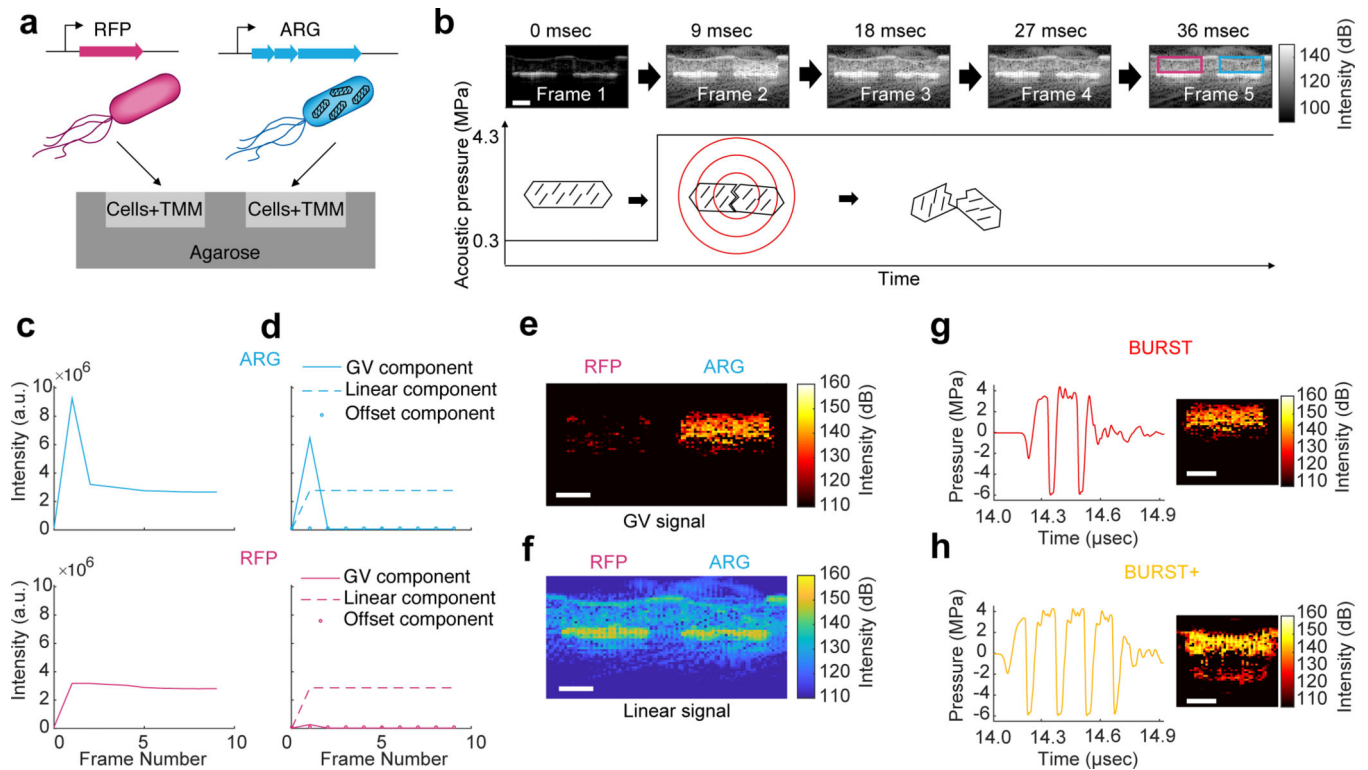 a
RFP
ARG
Cells+TMM
Cells+TMM
Agarose
b
0 msec
9 msec
18 msec
27 msec
36 msec
Frame 1
Frame 2
Frame 3
Frame 4
Frame 5
140
120
100
Intensity (dB)
Acoustic pressure (MPa)
4.3
0.3
Time
c
ARG
×10⁶
10
8
6
4
2
0
Intensity (a.u.)
RFP
×10⁶
10
8
6
4
2
0
Intensity (a.u.)
0
5
10
Frame Number
d
GV component
Linear component
Offset component
GV component
Linear component
Offset component
0
5
10
Frame Number
e
RFP
ARG
160
150
140
130
120
110
Intensity (dB)
GV signal
f
RFP
ARG
160
150
140
130
120
110
Intensity (dB)
Linear signal
g
BURST
Pressure (MPa)
4
2
0
-2
-4
-6
14.0
14.3
14.6
14.9
Time (μsec)
160
150
140
130
120
110
Intensity (dB)
h
BURST+
Pressure (MPa)
4
2
0
-2
-4
-6
14.0
14.3
14.6
14.9
Time (μsec)
160
150
140
130
120
110
Intensity (dB)